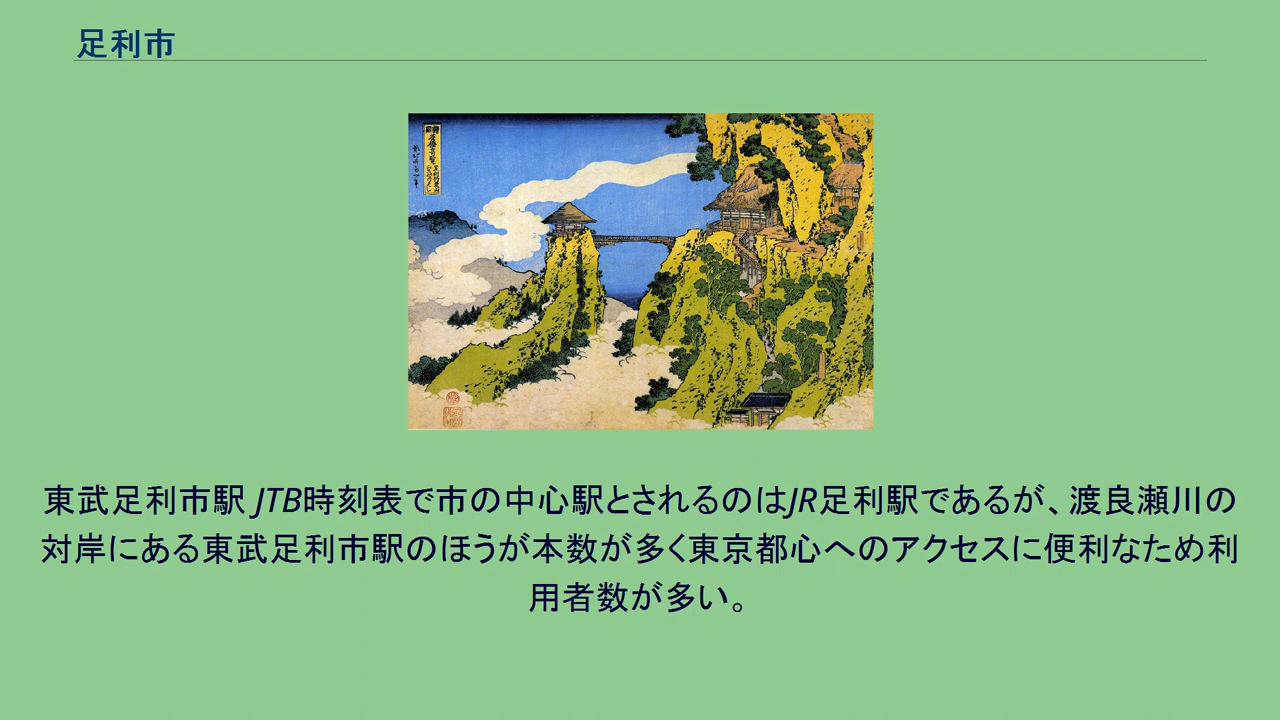 足利市
東武足利市駅 JTB時刻表で市の中心駅とされるのはJR足利駅であるが、渡良瀬川の
対岸にある東武足利市駅のほうが本数が多く東京都心へのアクセスに便利なため利
用者数が多い。